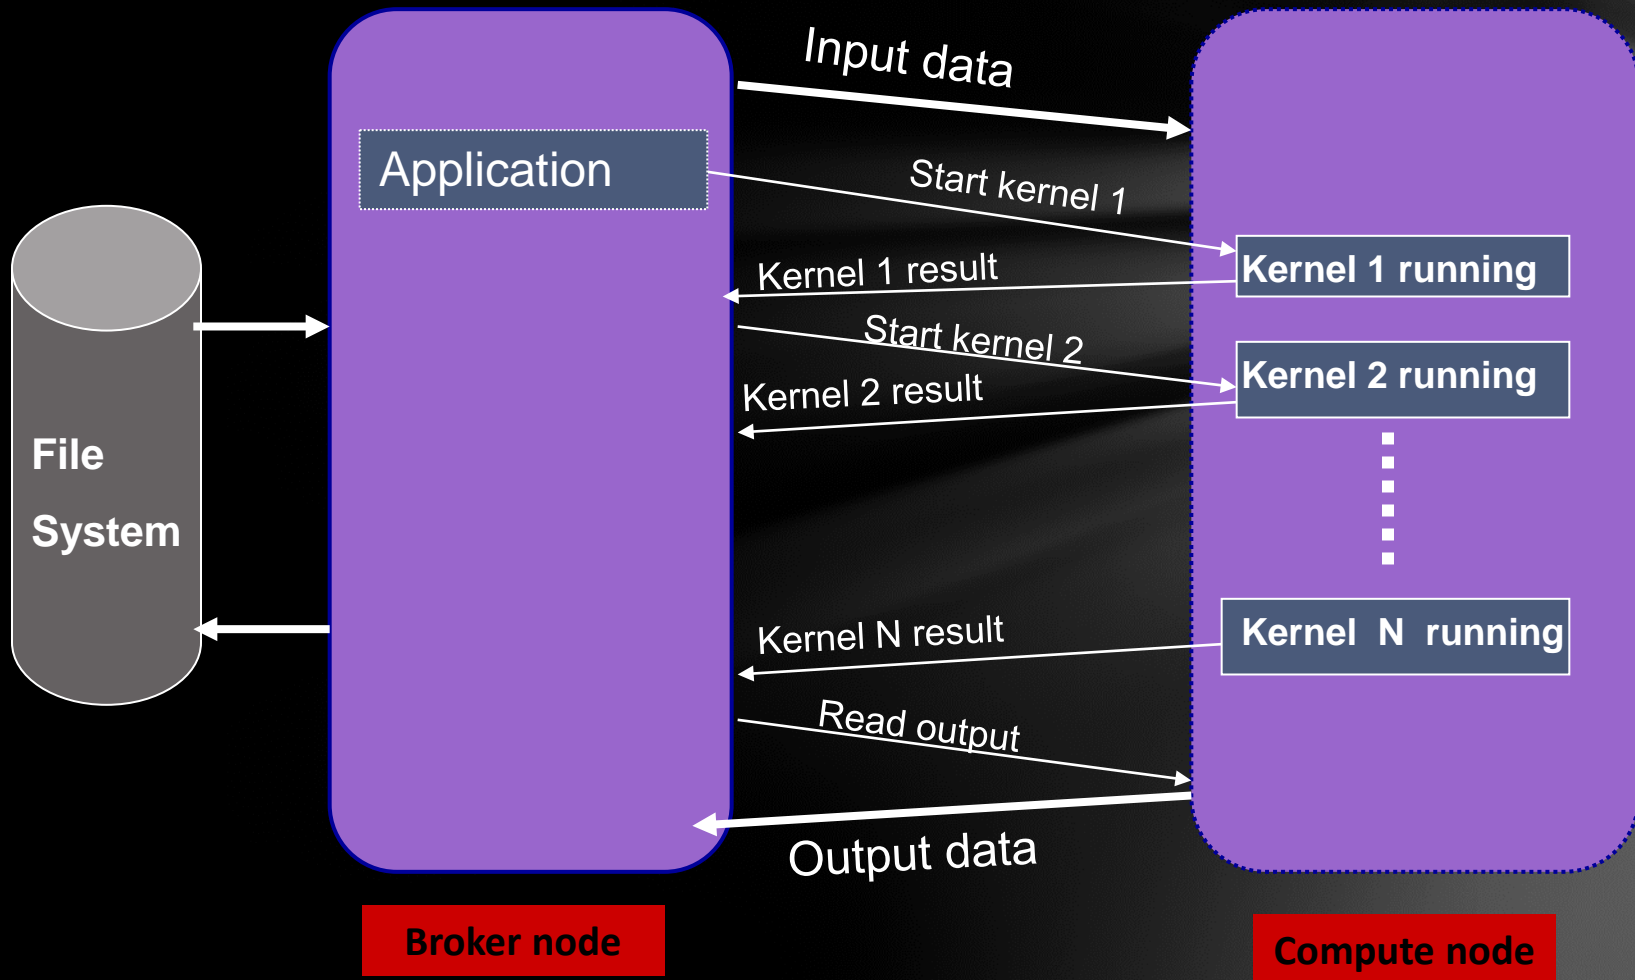 Input data
Application
Start kernel 1
Kernel 1 result
Kernel 1 running
Start kernel 2
Kernel 2 result
Kernel 2 running
File
System
Kernel N result
Kernel N running
Read output
Output data
Broker node
Compute node